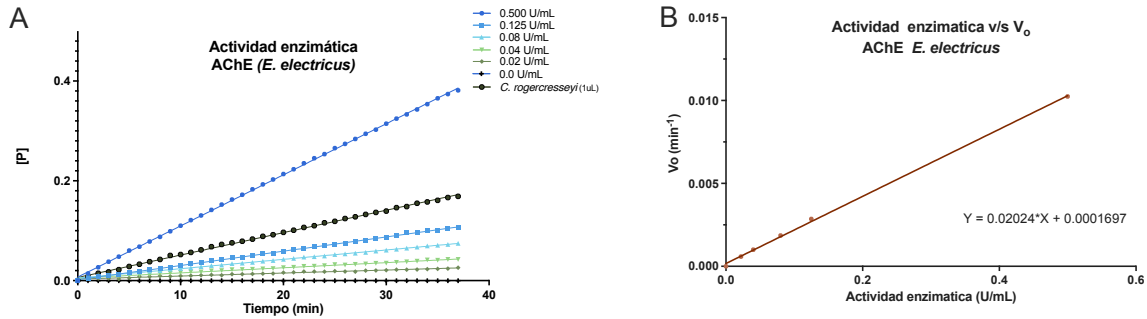 A
Actividad enzimática
AChE (E. electricus)
0.500 U/mL
0.125 U/mL
0.08 U/mL
0.04 U/mL
0.02 U/mL
0.0 U/mL
C. rogercresseyi (1uL)
[P]
0.4
0.2
0.0
0
10
20
30
40
Tiempo (min)
B
Actividad enzimatica v/s Vo
AChE E. electricus
Vo (min-1)
0.015
0.010
0.005
0.000
Y = 0.02024*X + 0.0001697
0.0
0.2
0.4
0.6
Actividad enzimatica (U/mL)